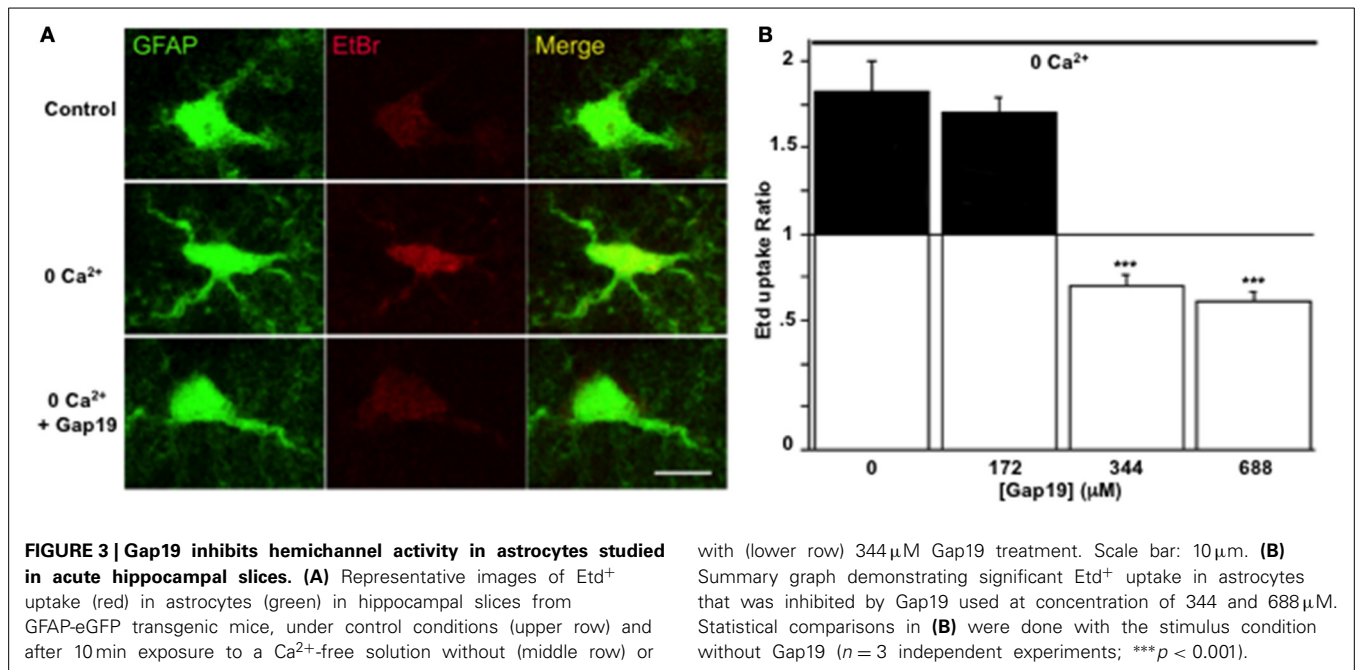 A
GFAP
EtBr
Merge
Control
0 Ca²⁺
0 Ca²⁺
+ Gap19
B
0 Ca²⁺
2
1.5
1
.5
0
Etd uptake Ratio
***
***
0
172
344
688
[Gap19] (μM)
FIGURE 3 | Gap19 inhibits hemichannel activity in astrocytes studied
in acute hippocampal slices. (A) Representative images of Etd⁺
uptake (red) in astrocytes (green) in hippocampal slices from
GFAP-eGFP transgenic mice, under control conditions (upper row) and
after 10 min exposure to a Ca²⁺-free solution without (middle row) or
with (lower row) 344 μM Gap19 treatment. Scale bar: 10 μm. (B)
Summary graph demonstrating significant Etd⁺ uptake in astrocytes
that was inhibited by Gap19 used at concentration of 344 and 688 μM.
Statistical comparisons in (B) were done with the stimulus condition
without Gap19 (n = 3 independent experiments; ***p < 0.001).